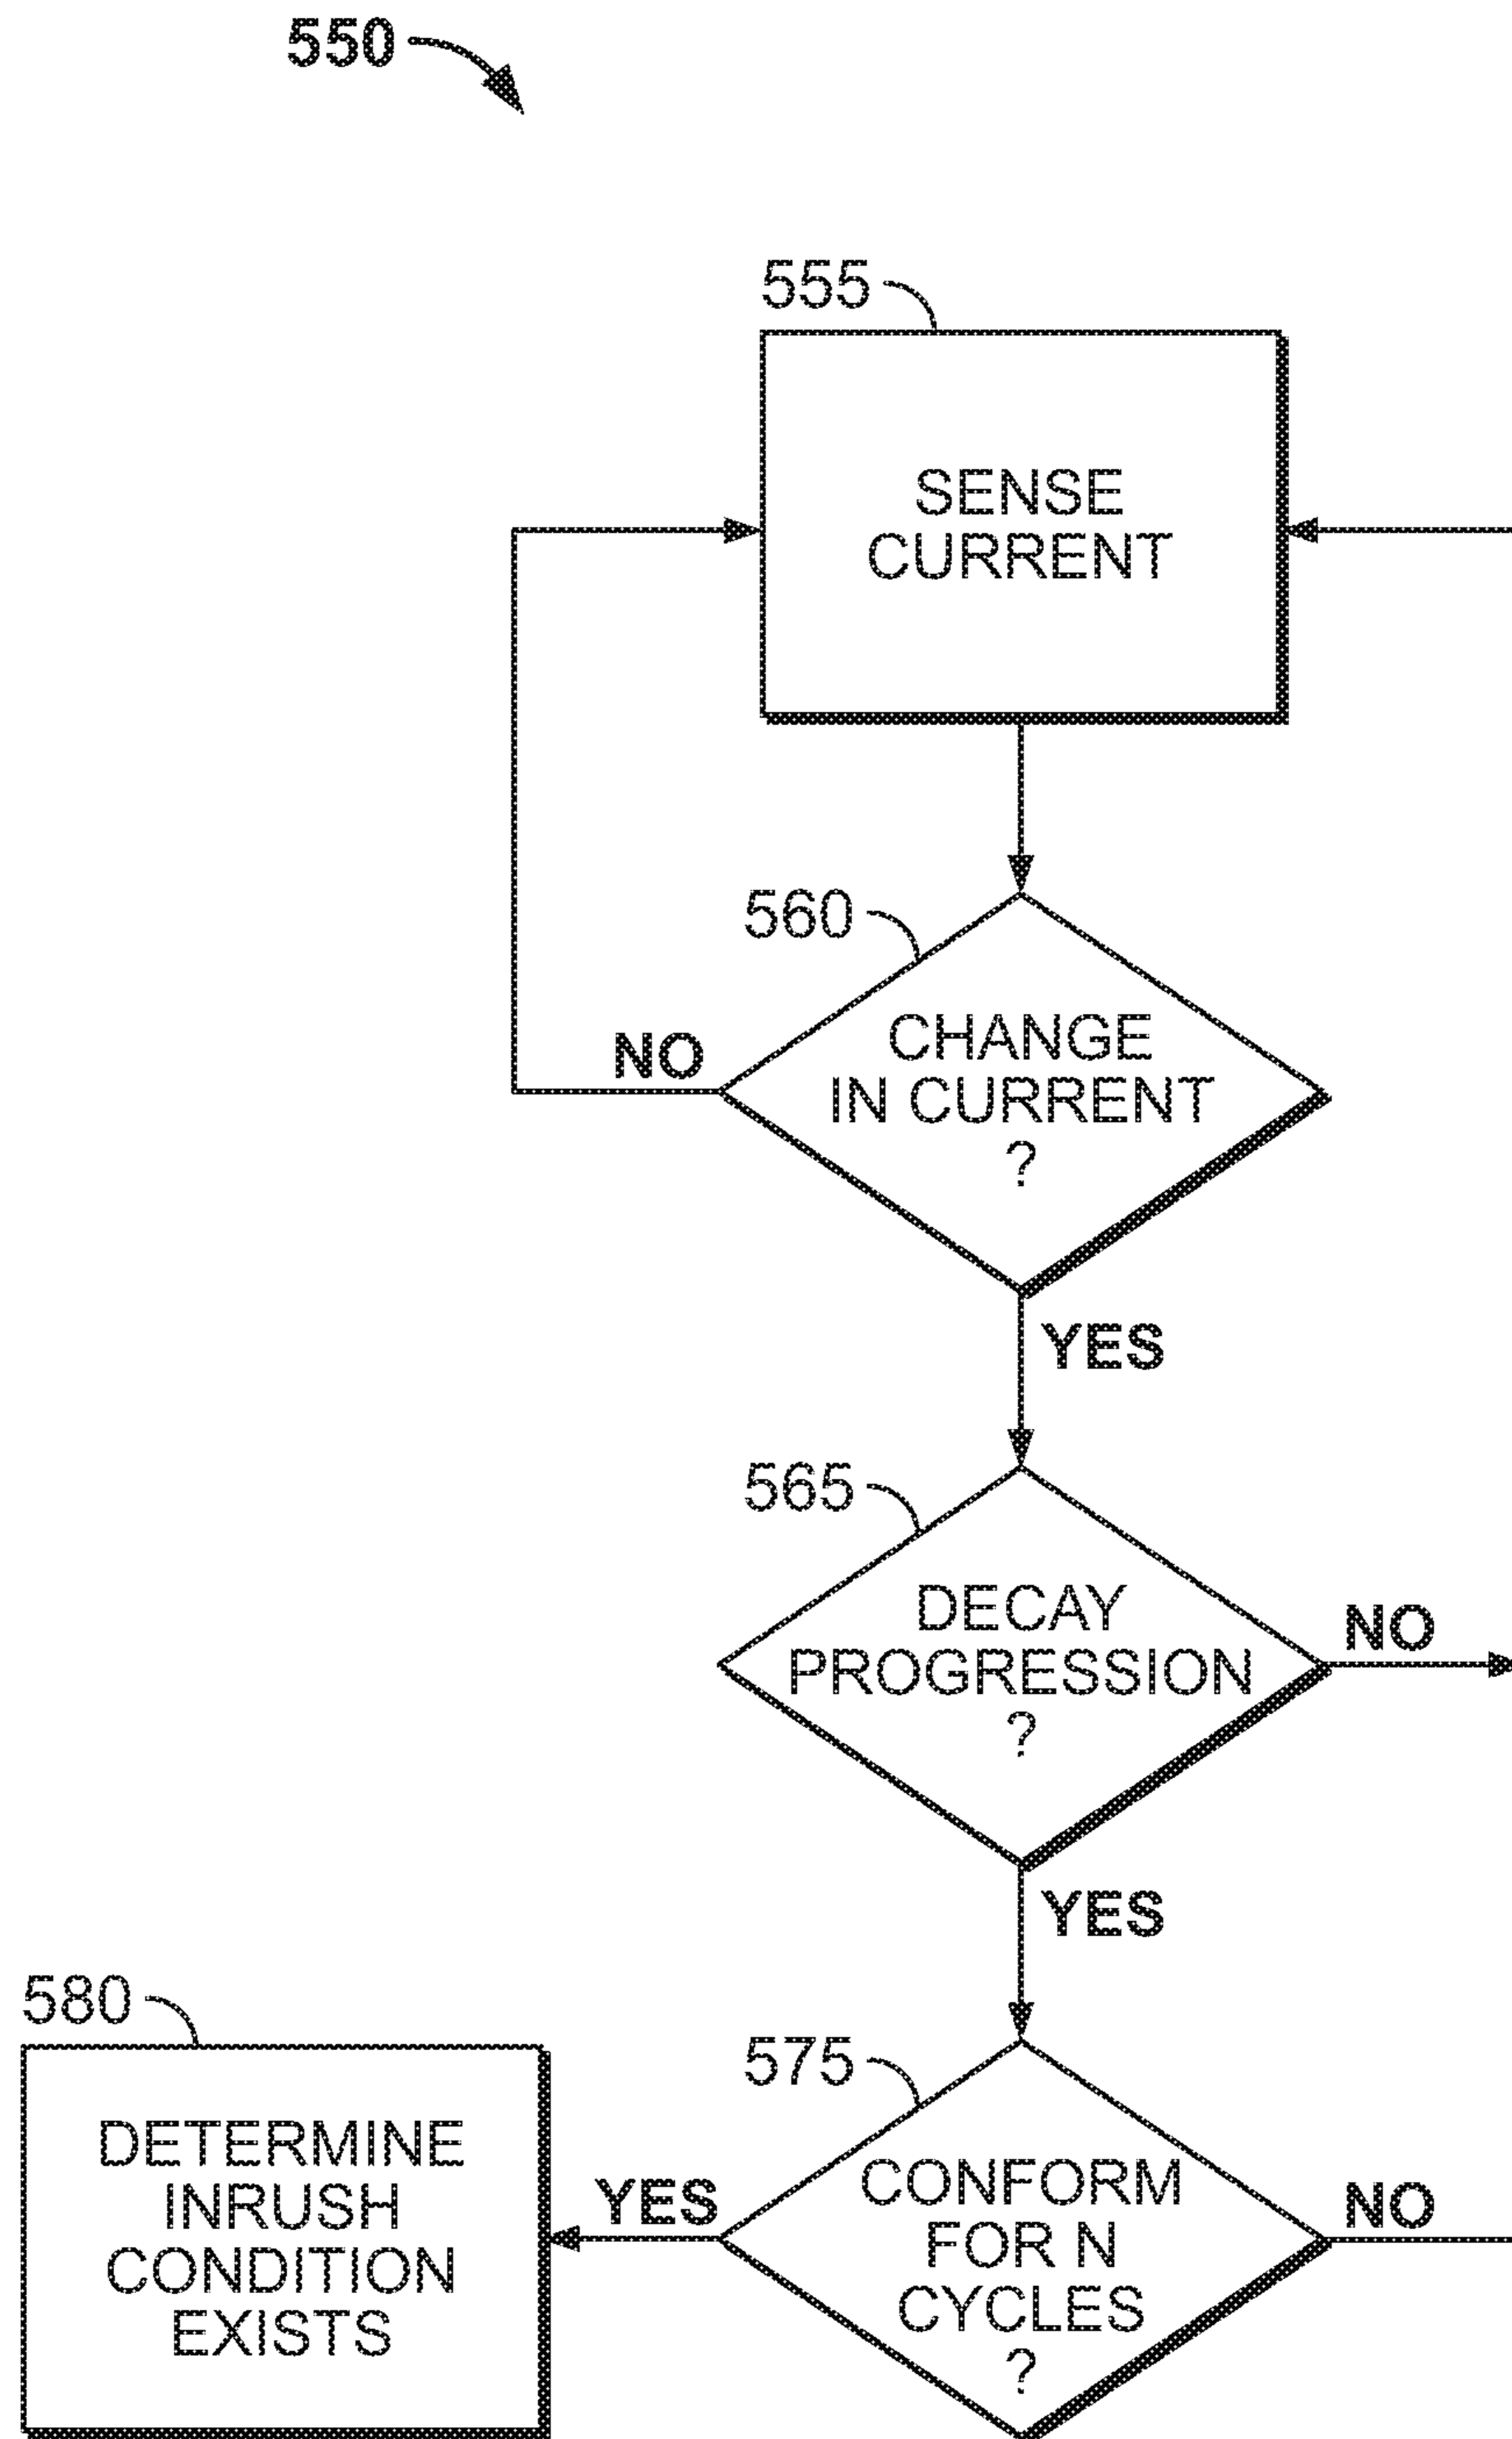 550
555
SENSE
CURRENT
560
CHANGE
IN CURRENT
?
NO
YES
565
DECAY
PROGRESSION
?
NO
YES
580
DETERMINE
INRUSH
CONDITION
EXISTS
575
CONFORM
FOR N
CYCLES
?
YES
NO